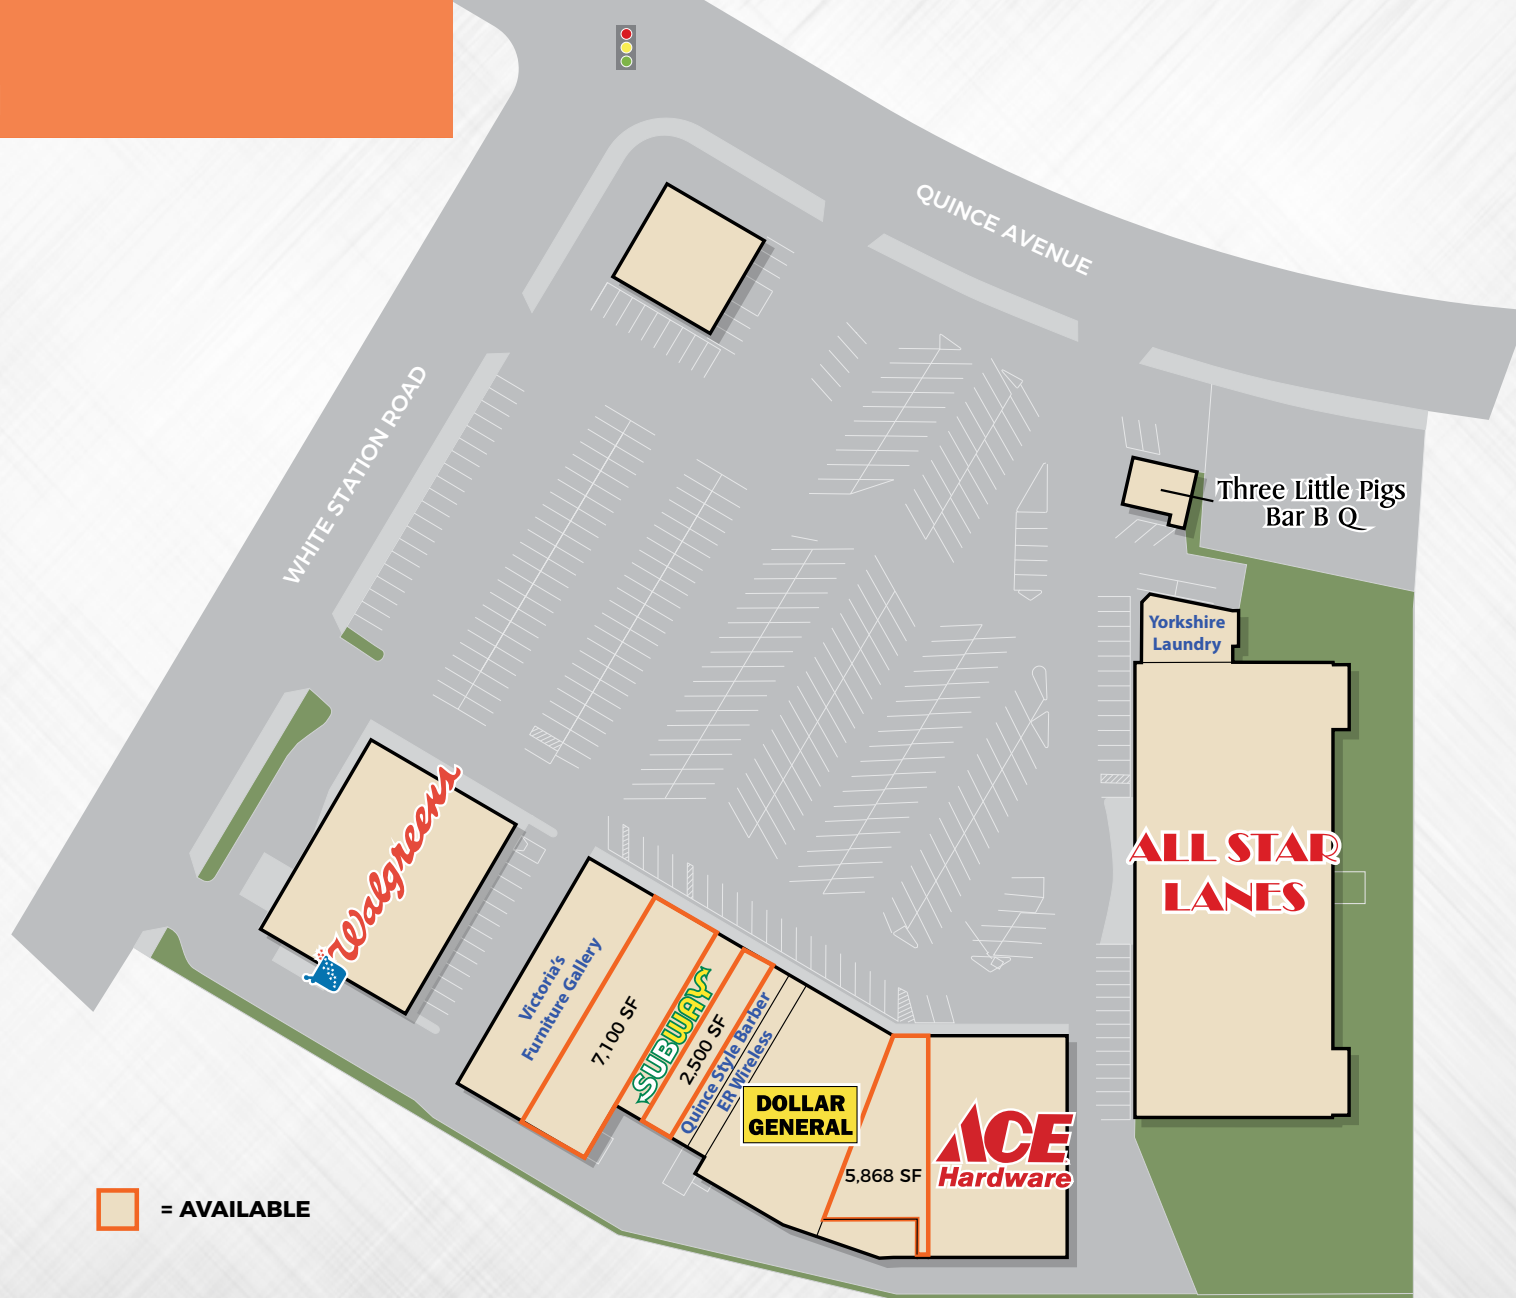 QUINCE AVENUE
WHITE STATION ROAD
Three Little Pigs
Bar B Q
Yorkshire
Laundry
ALL STAR
LANES
Walgreens
Victoria's
Furniture Gallery
7,100 SF
SUBWAY
2,500 SF
Quince Style Barber
ER Wireless
DOLLAR
GENERAL
5,868 SF
ACE
Hardware
= AVAILABLE